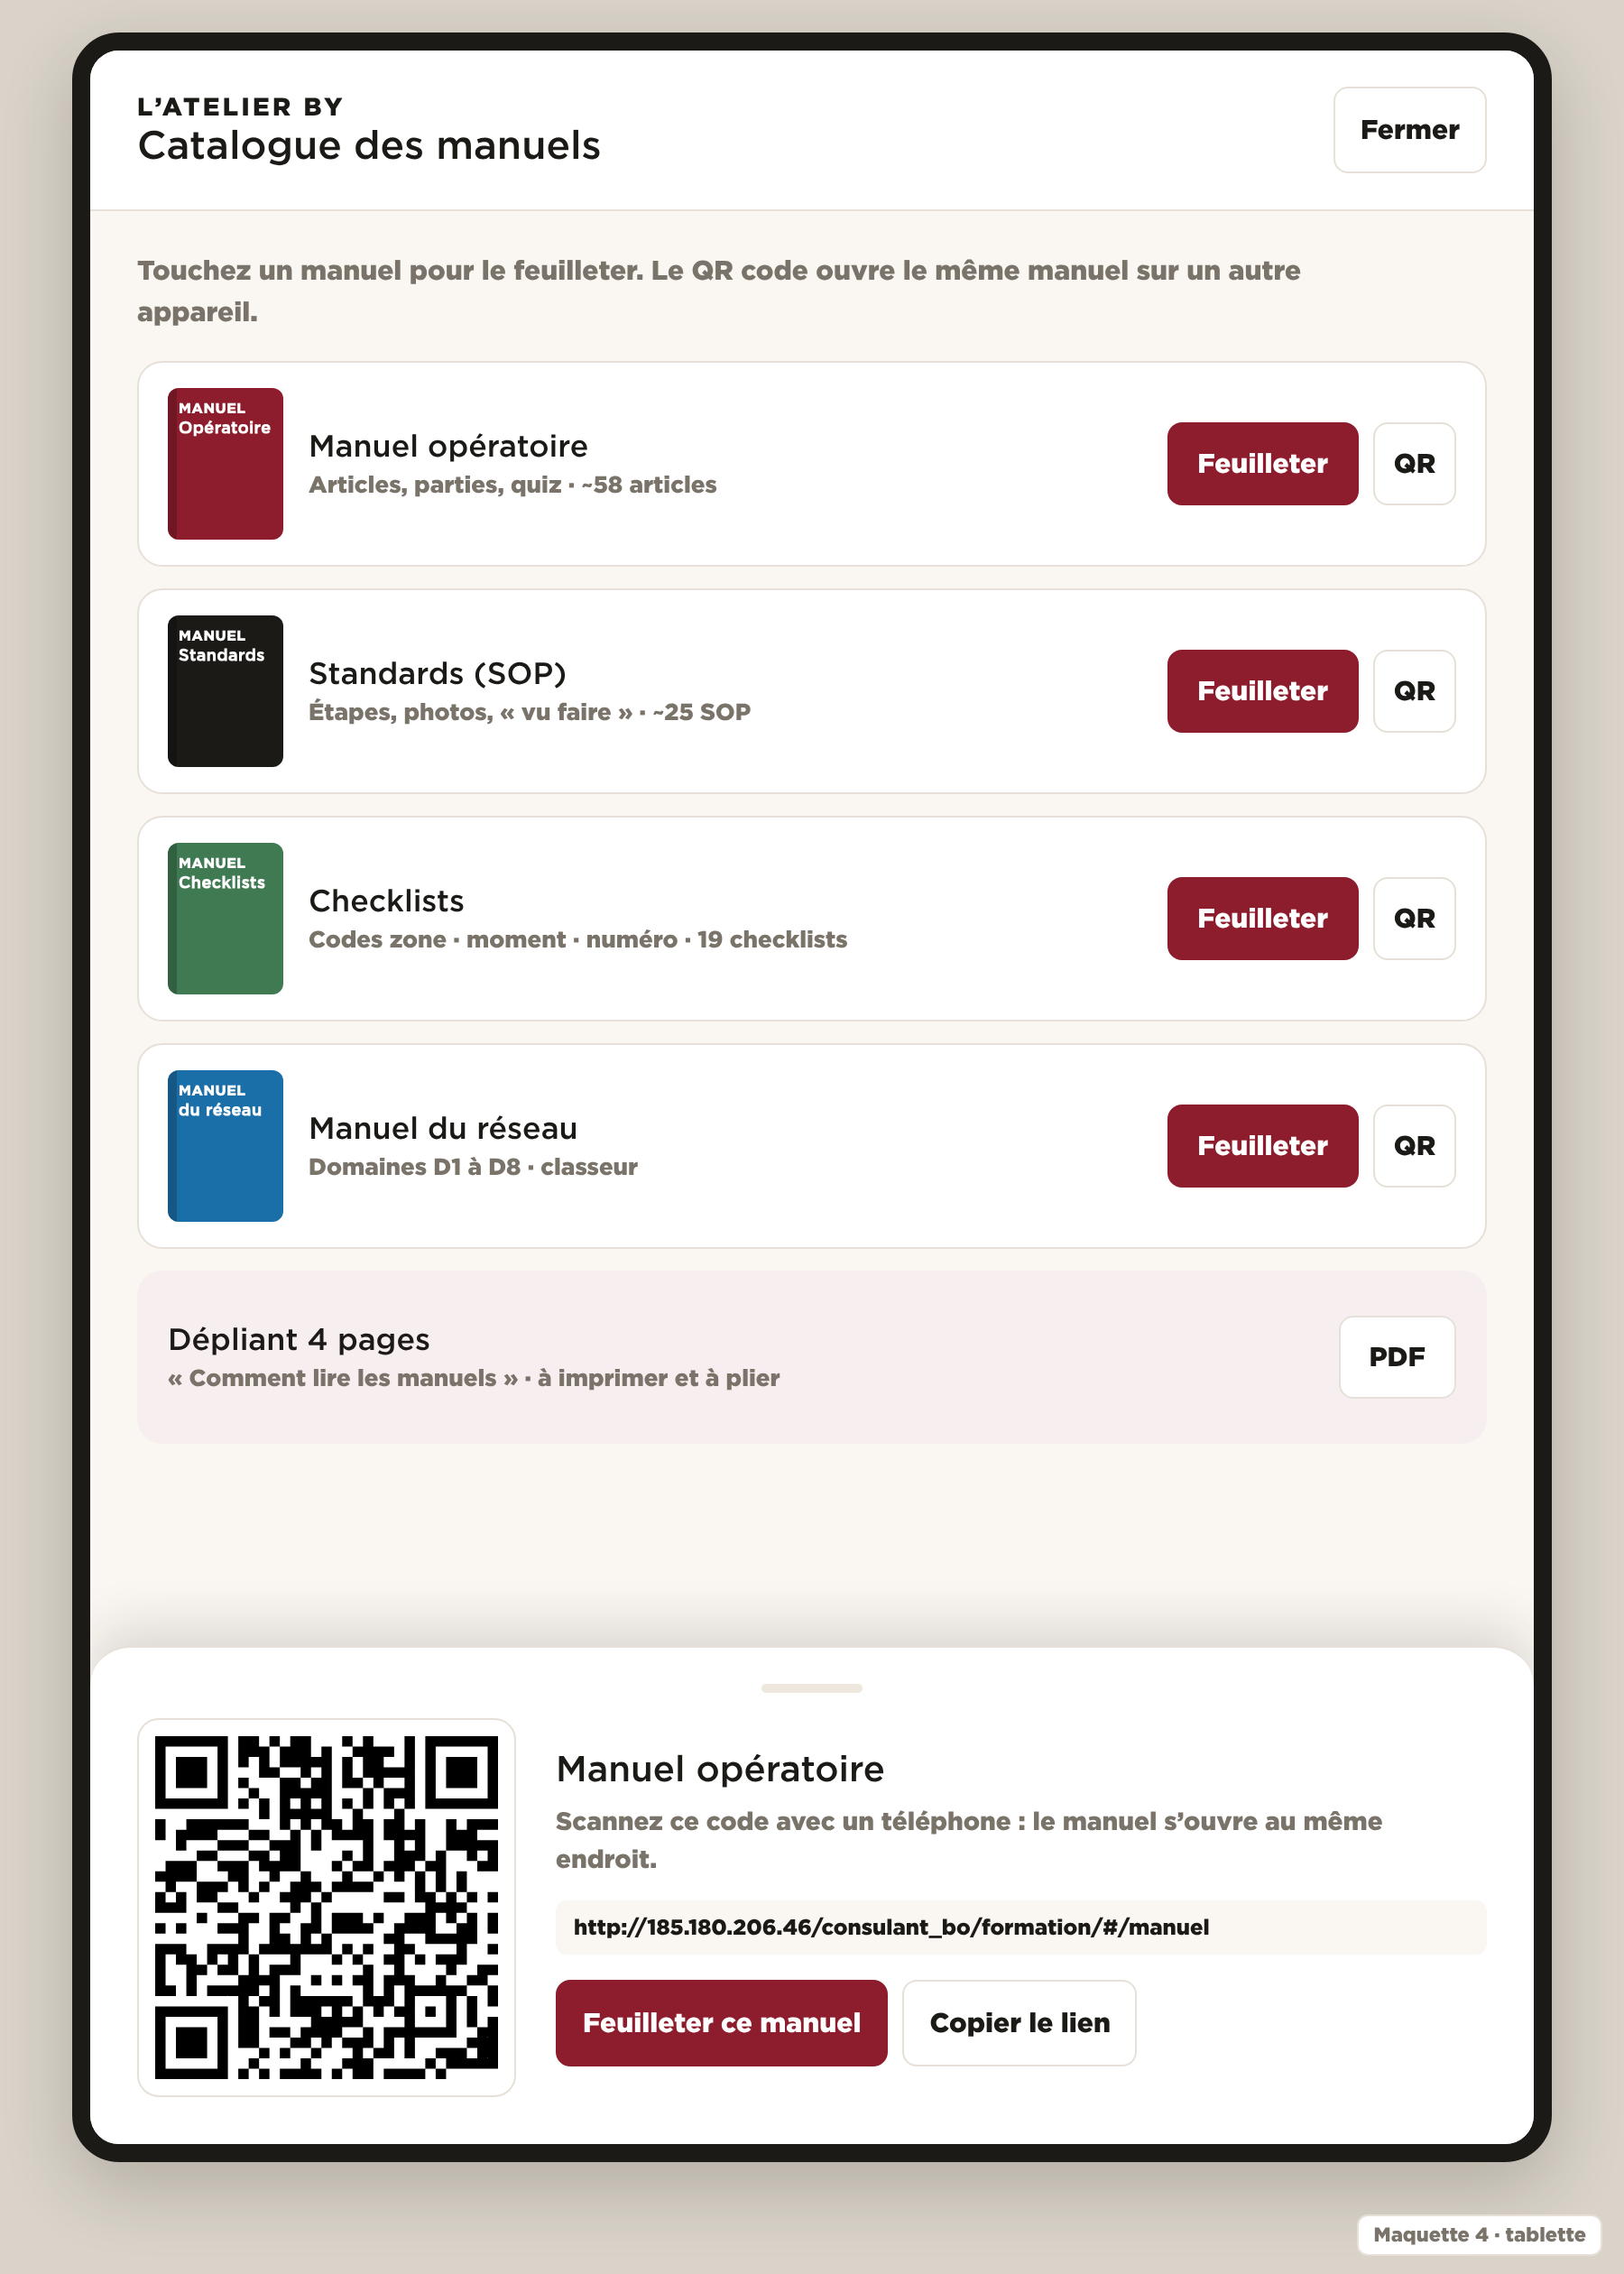 L’ATELIER BY
Catalogue des manuels
Fermer
Touchez un manuel pour le feuilleter. Le QR code ouvre le même manuel sur un autre
appareil.
MANUEL
Opératoire
Manuel opératoire
Articles, parties, quiz · ~58 articles
Feuilleter
QR
MANUEL
Standards
Standards (SOP)
Étapes, photos, « vu faire » · ~25 SOP
Feuilleter
QR
MANUEL
Checklists
Checklists
Codes zone · moment · numéro · 19 checklists
Feuilleter
QR
MANUEL
du réseau
Manuel du réseau
Domaines D1 à D8 · classeur
Feuilleter
QR
Dépliant 4 pages
« Comment lire les manuels » · à imprimer et à plier
PDF
Manuel opératoire
Scannez ce code avec un téléphone : le manuel s’ouvre au même
endroit.
http://185.180.206.46/consulant_bo/formation/#/manuel
Feuilleter ce manuel
Copier le lien
Maquette 4 · tablette